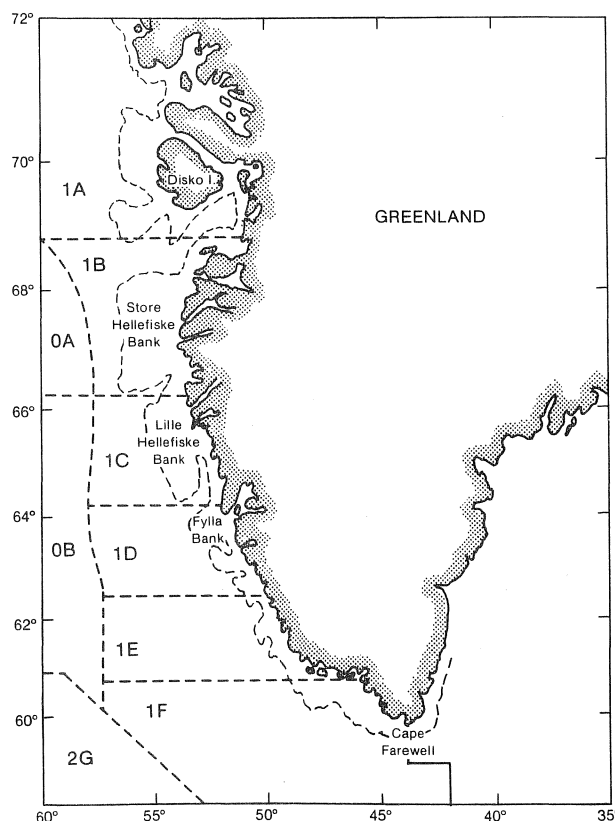 72°
70°
1A
Disko I.
GREENLAND
1B
68°
Store
Hellefiske
Bank
0A
66°
Lille
Hellefiske
Bank
1C
64°
Fylla
Bank
0B
1D
62°
1E
60°
1F
Cape
Farewell
2G
60° 55° 50° 45° 40° 35°